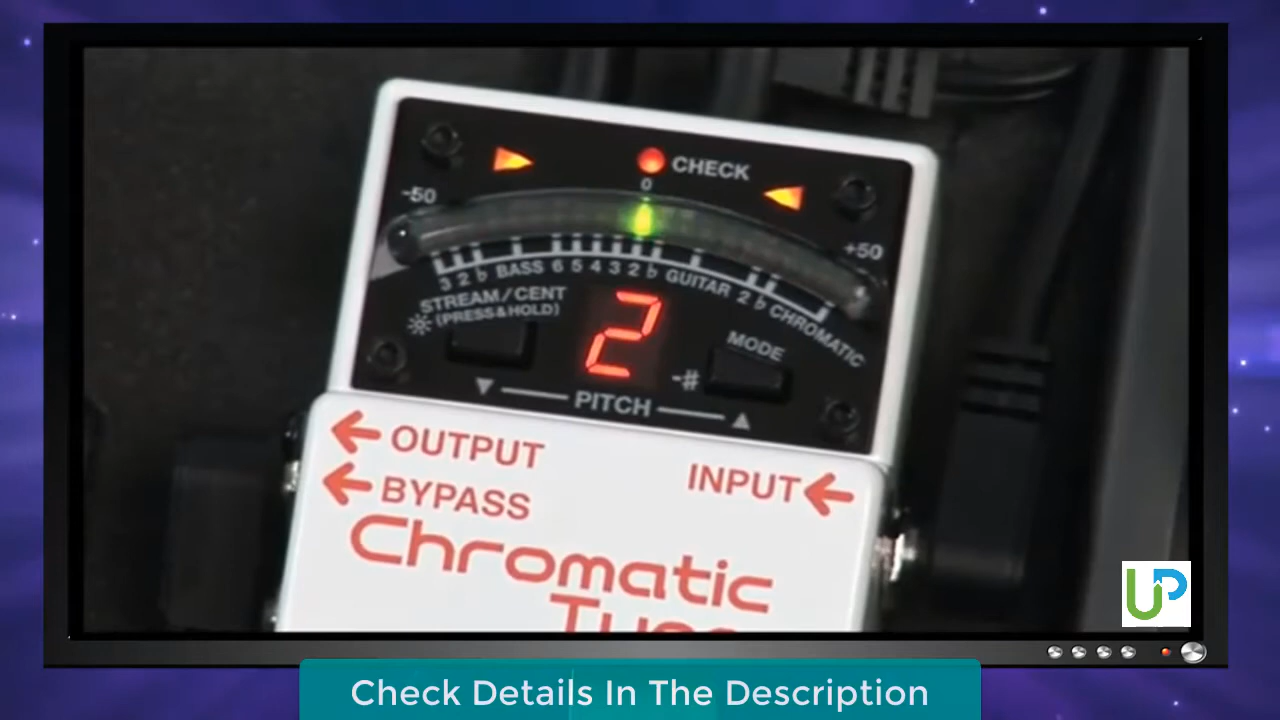 CHECK
0
-50
+50
3 2 ♭ BASS 6 5 4 3 2 ♭ GUITAR 2 ♭ CHROMATIC
STREAM/CENT
(PRESS & HOLD)
2
MODE
-#
▼ PITCH ▲
← OUTPUT
INPUT ←
← BYPASS
Chromatic
UP
Check Details In The Description